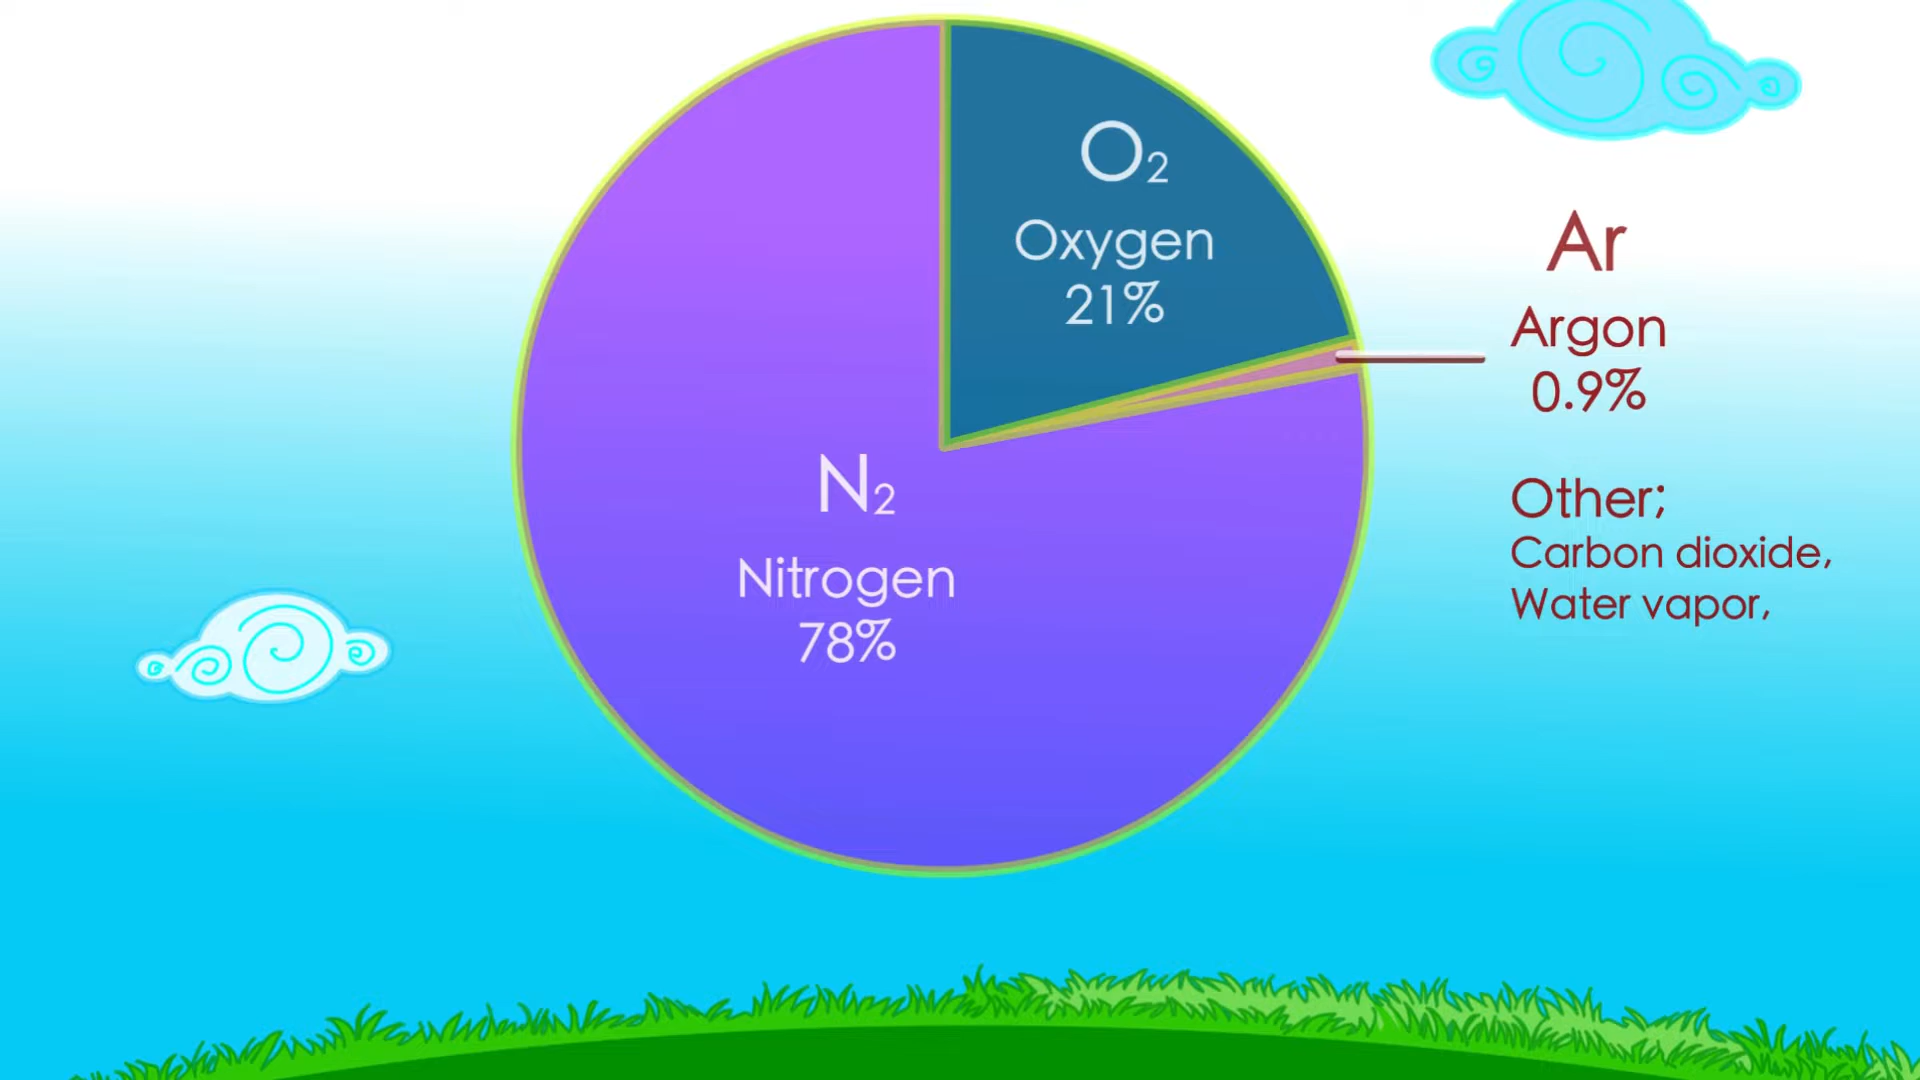 O2
Oxygen
21%
N2
Nitrogen
78%
Ar
Argon
0.9%
Other;
Carbon dioxide,
Water vapor,